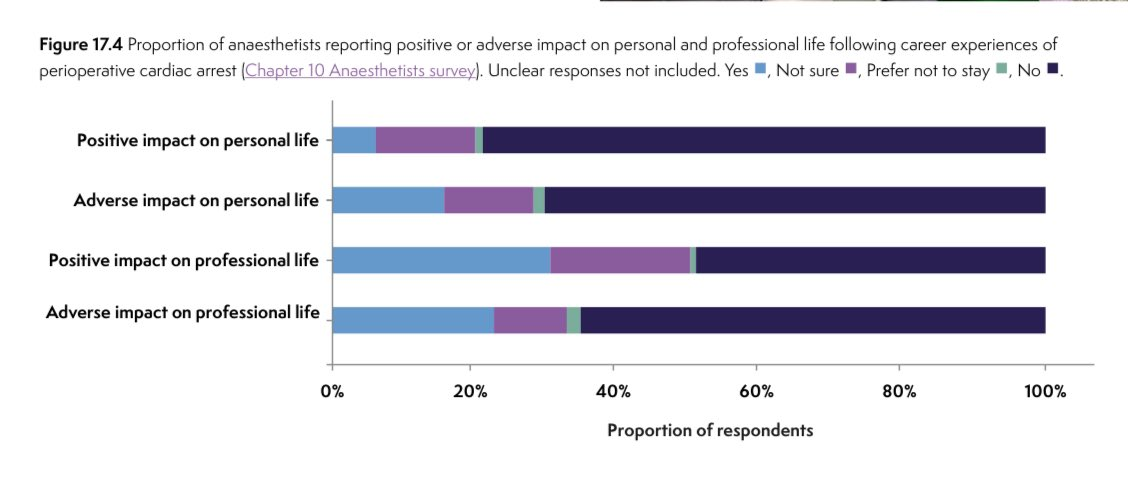 Figure 17.4 Proportion of anaesthetists reporting positive or adverse impact on personal and professional life following career experiences of
perioperative cardiac arrest (Chapter 10 Anaesthetists survey). Unclear responses not included. Yes ■, Not sure ■, Prefer not to stay ■, No ■.
Positive impact on personal life
Adverse impact on personal life
Positive impact on professional life
Adverse impact on professional life
0% 20% 40% 60% 80% 100%
Proportion of respondents